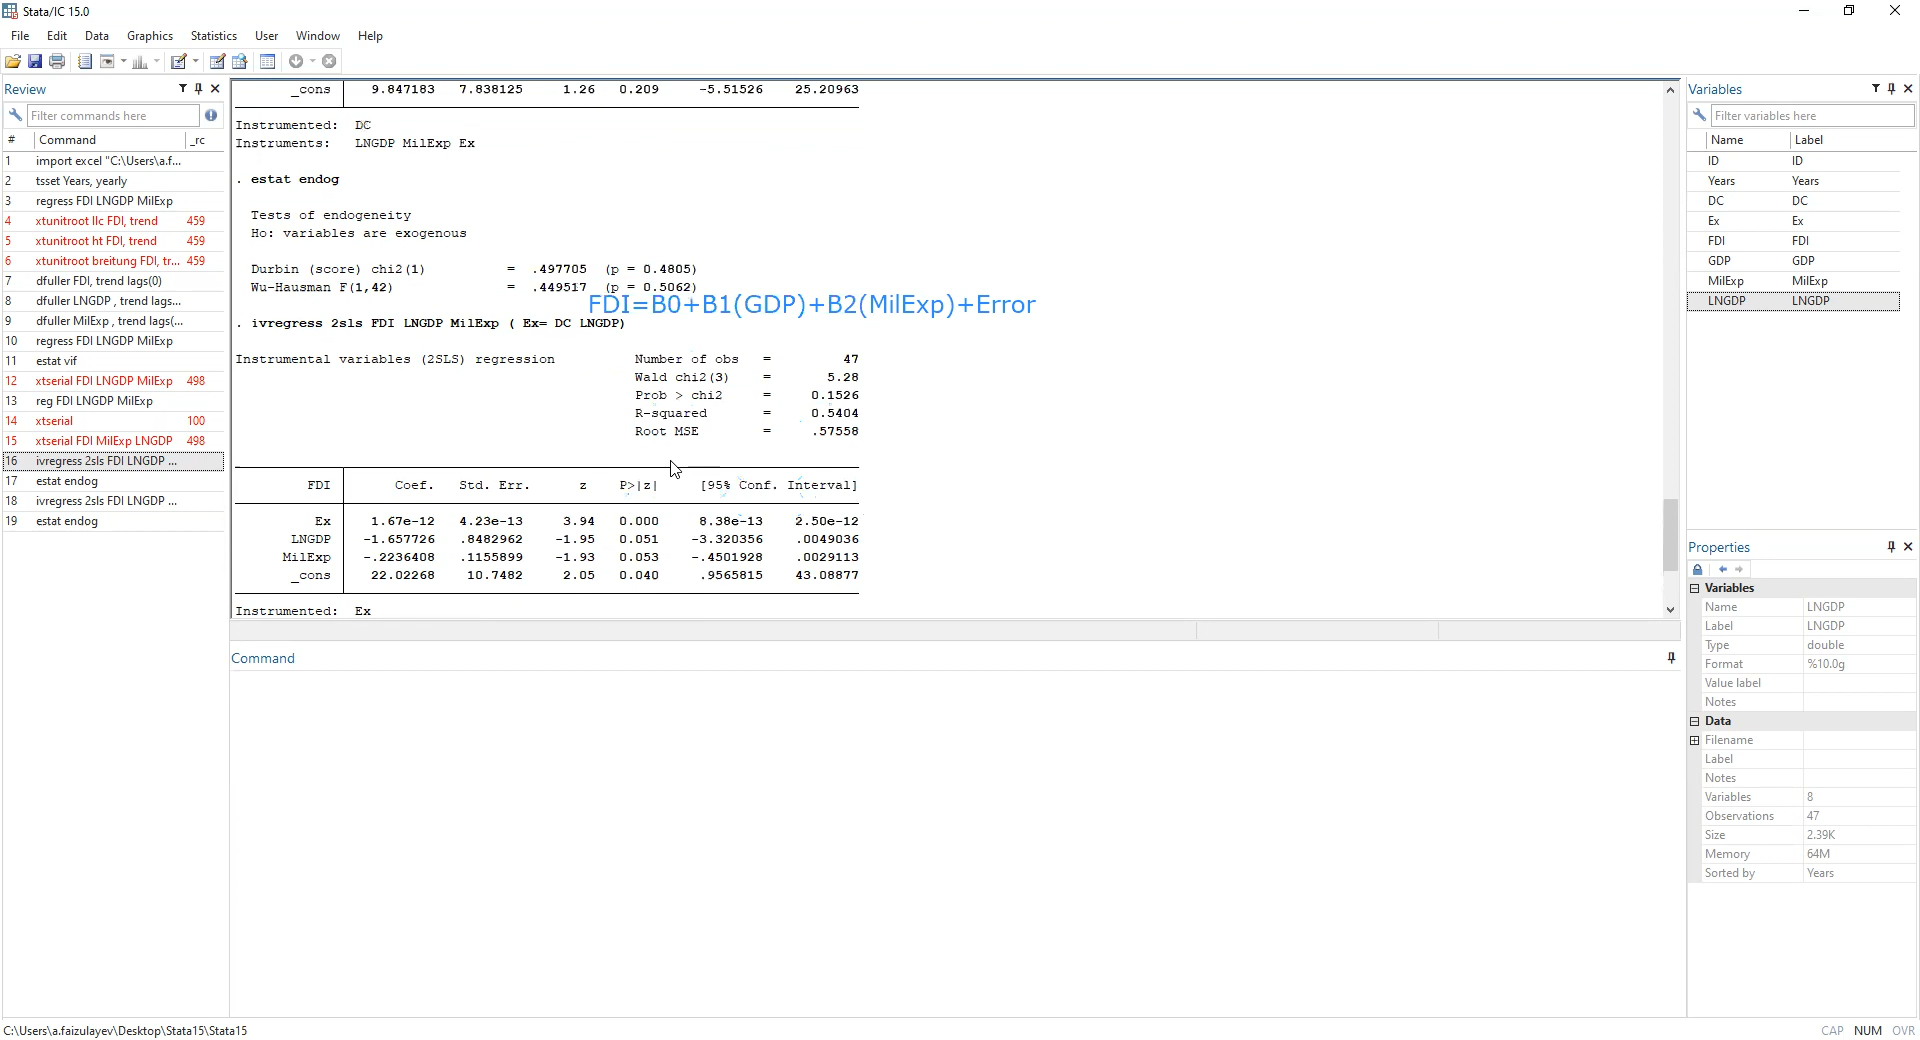 Stata/IC 15.0
File Edit Data Graphics Statistics User Window Help
Review
Filter commands here
# Command _rc
1 import excel "C:\Users\a.f...
2 tsset Years, yearly
3 regress FDI LNGDP MilExp
4 xtunitroot llc FDI, trend 459
5 xtunitroot ht FDI, trend 459
6 xtunitroot breitung FDI, tr... 459
7 dfuller FDI, trend lags(0)
8 dfuller LNGDP , trend lags...
9 dfuller MilExp , trend lags(...
10 regress FDI LNGDP MilExp
11 estat vif
12 xtserial FDI LNGDP MilExp 498
13 reg FDI LNGDP MilExp
14 xtserial 100
15 xtserial FDI MilExp LNGDP 498
16 ivregress 2sls FDI LNGDP ...
17 estat endog
18 ivregress 2sls FDI LNGDP ...
19 estat endog
_cons 9.847183 7.838125 1.26 0.209 -5.51526 25.20963
Instrumented: DC
Instruments: LNGDP MilExp Ex
. estat endog
Tests of endogeneity
Ho: variables are exogenous
Durbin (score) chi2(1) = .497705 (p = 0.4805)
Wu-Hausman F(1,42) = .449517 (p = 0.5062)
FDI=B0+B1(GDP)+B2(MilExp)+Error
. ivregress 2sls FDI LNGDP MilExp ( Ex= DC LNGDP)
Instrumental variables (2SLS) regression Number of obs = 47
Wald chi2(3) = 5.28
Prob > chi2 = 0.1526
R-squared = 0.5404
Root MSE = .57558
FDI Coef. Std. Err. z P>|z| [95% Conf. Interval]
Ex 1.67e-12 4.23e-13 3.94 0.000 8.38e-13 2.50e-12
LNGDP -1.657726 .8482962 -1.95 0.051 -3.320356 .0049036
MilExp -.2236408 .1155899 -1.93 0.053 -.4501928 .0029113
_cons 22.02268 10.7482 2.05 0.040 .9565815 43.08877
Instrumented: Ex
Command
Variables
Filter variables here
Name Label
ID ID
Years Years
DC DC
Ex Ex
FDI FDI
GDP GDP
MilExp MilExp
LNGDP LNGDP
Properties
Variables
Name LNGDP
Label LNGDP
Type double
Format %10.0g
Value label
Notes
Data
Filename
Label
Notes
Variables 8
Observations 47
Size 2.39K
Memory 64M
Sorted by Years
C:\Users\a.faizulayev\Desktop\Stata15\Stata15
CAP NUM OVR